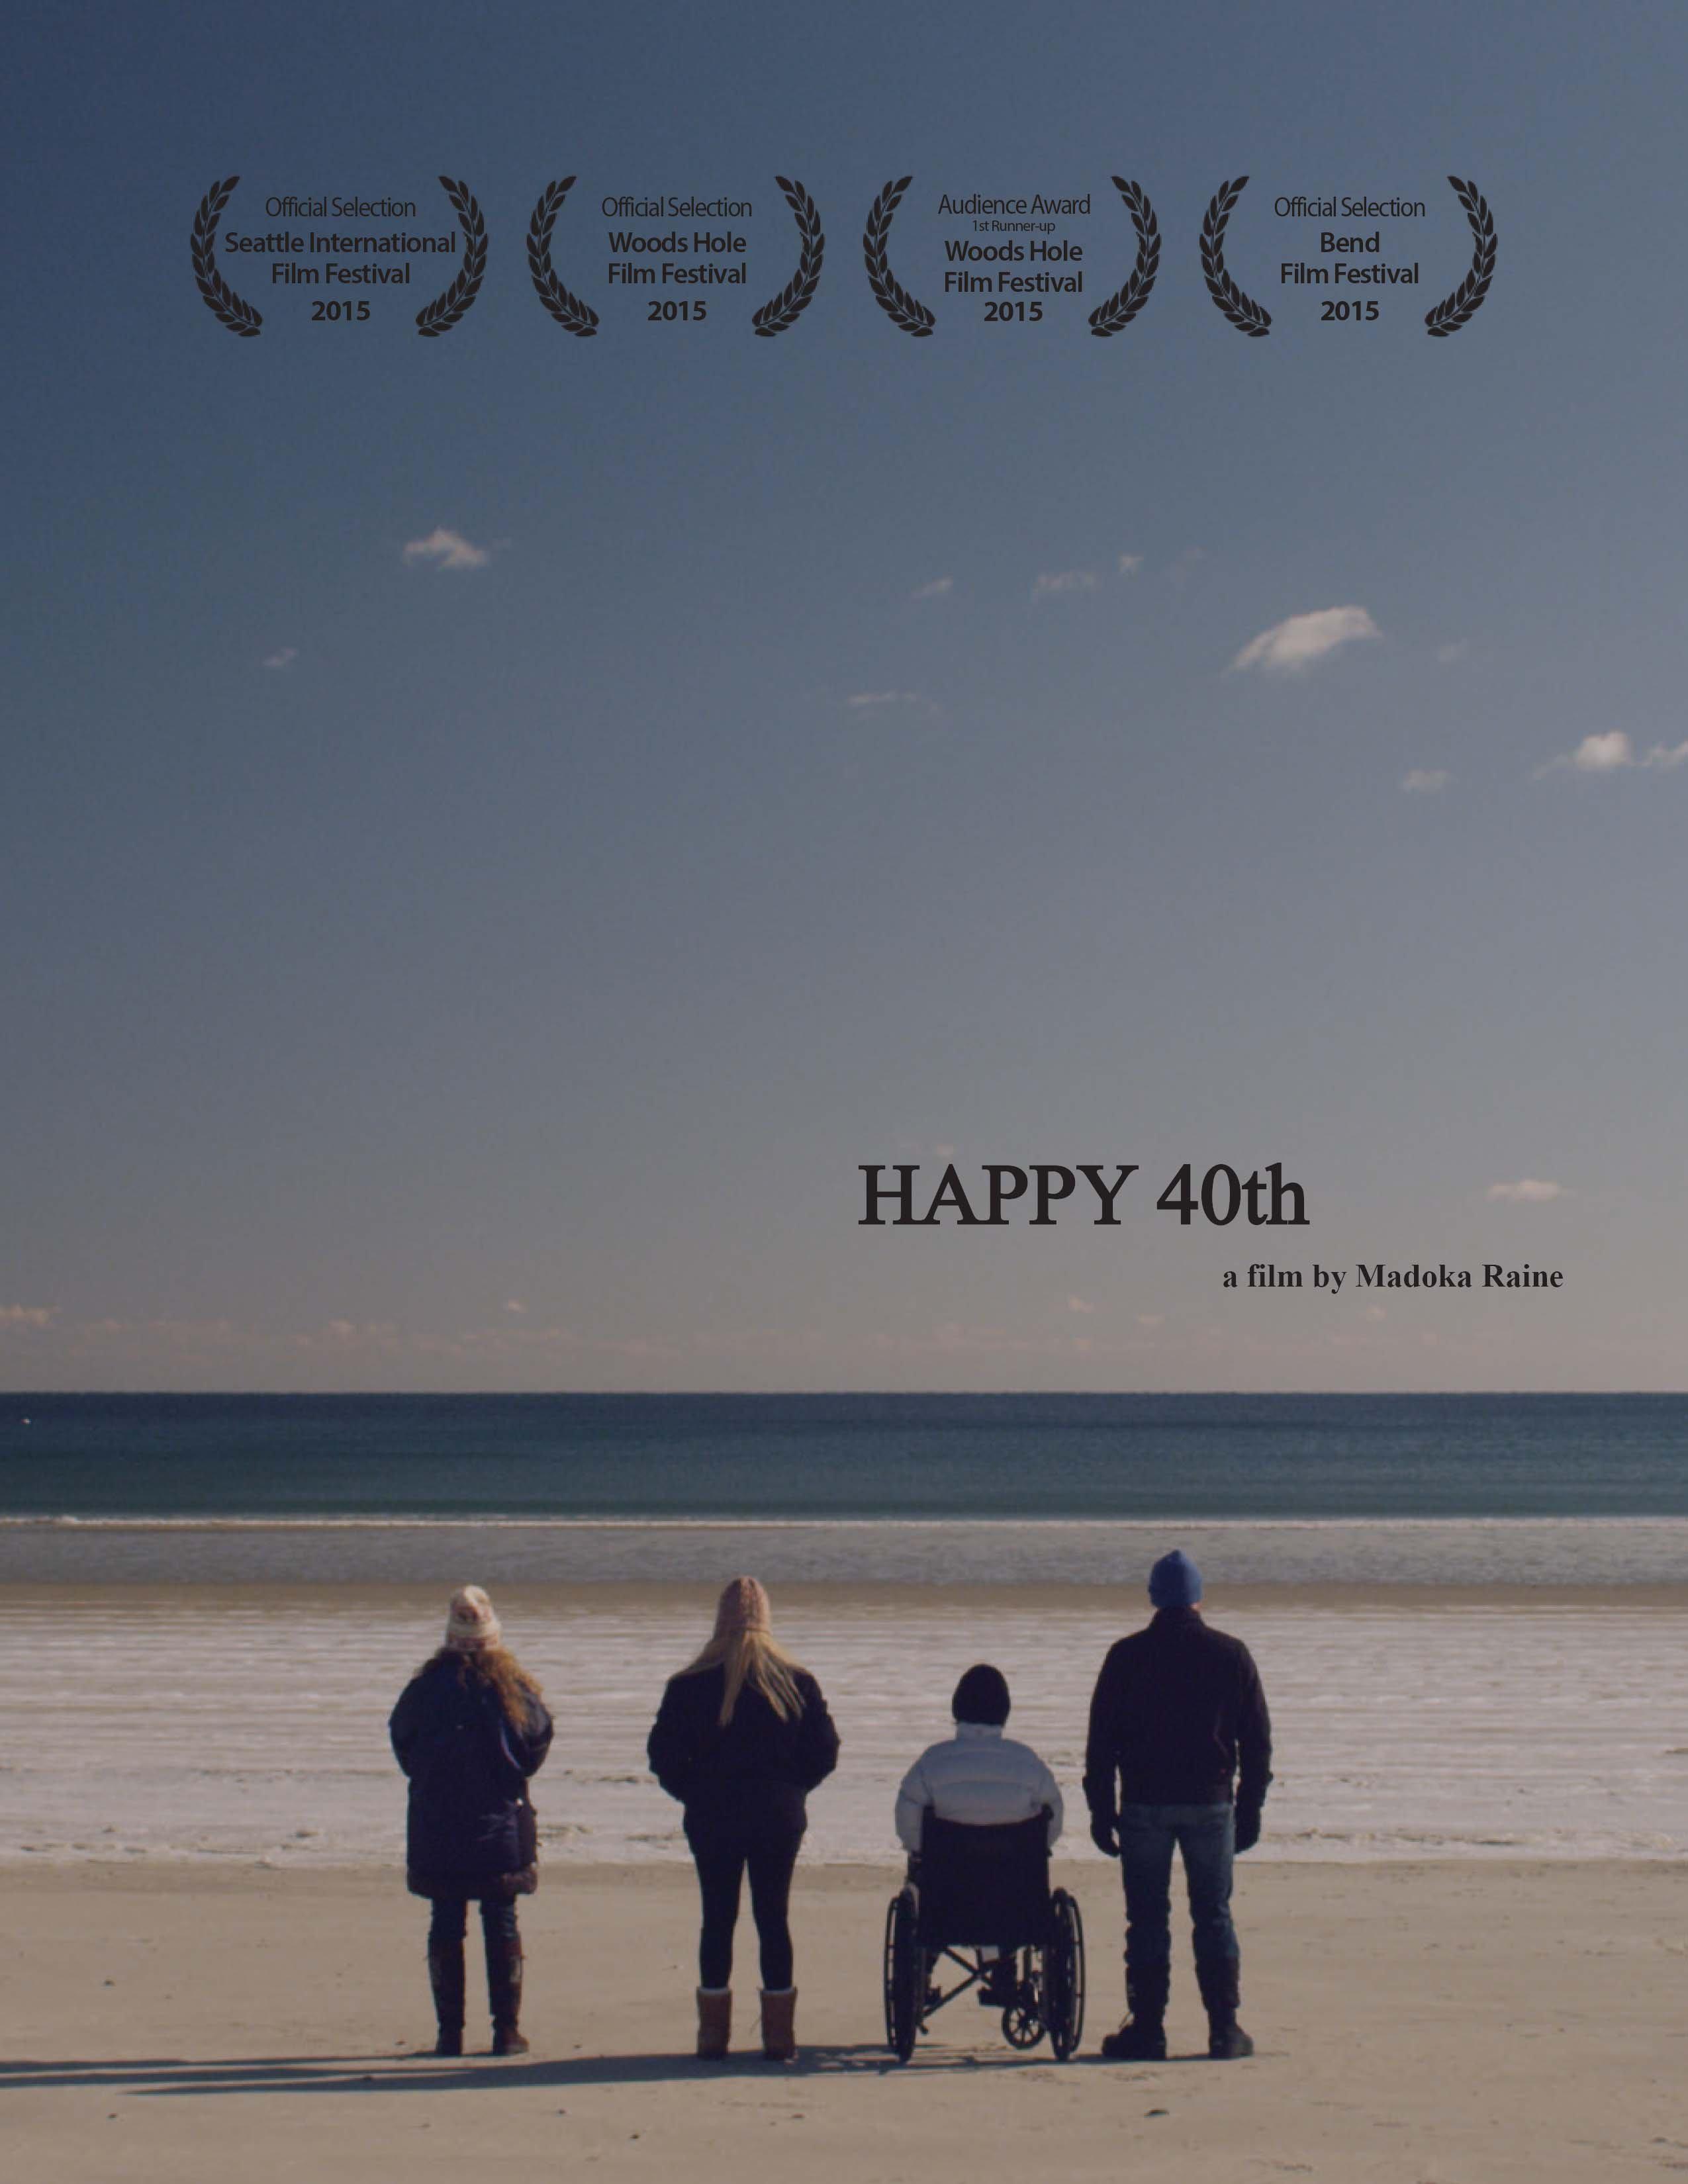 Official Selection
Seattle International
Film Festival
2015
Official Selection
Woods Hole
Film Festival
2015
Audience Award
1st Runner-up
Woods Hole
Film Festival
2015
Official Selection
Bend
Film Festival
2015
HAPPY 40th
a film by Madoka Raine